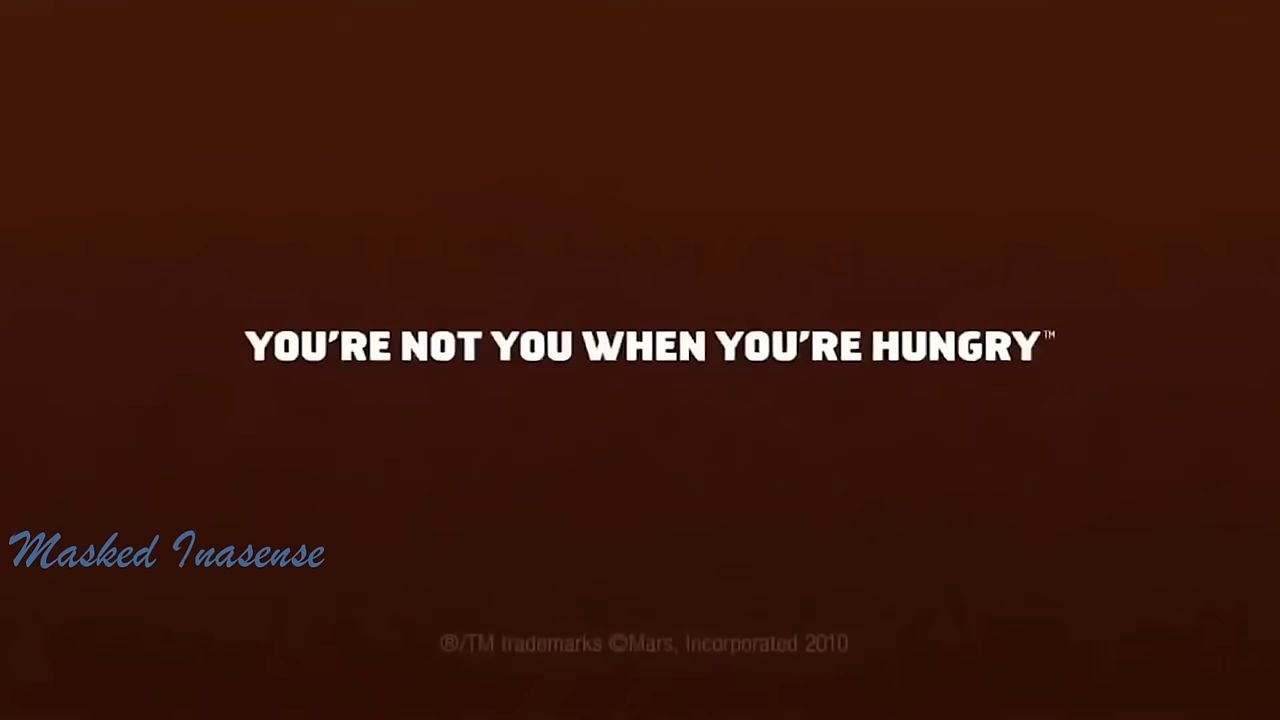 YOU'RE NOT YOU WHEN YOU'RE HUNGRY™
Masked Inasense
®/TM trademarks ©Mars, Incorporated 2010